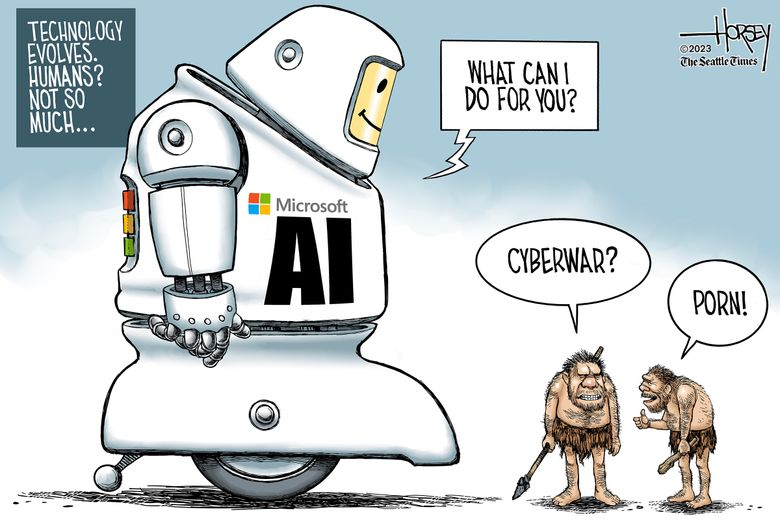 TECHNOLOGY
EVOLVES.
HUMANS?
NOT SO
MUCH...
HORSEY
©2023
The Seattle Times
WHAT CAN I
DO FOR YOU?
Microsoft
AI
CYBERWAR?
PORN!